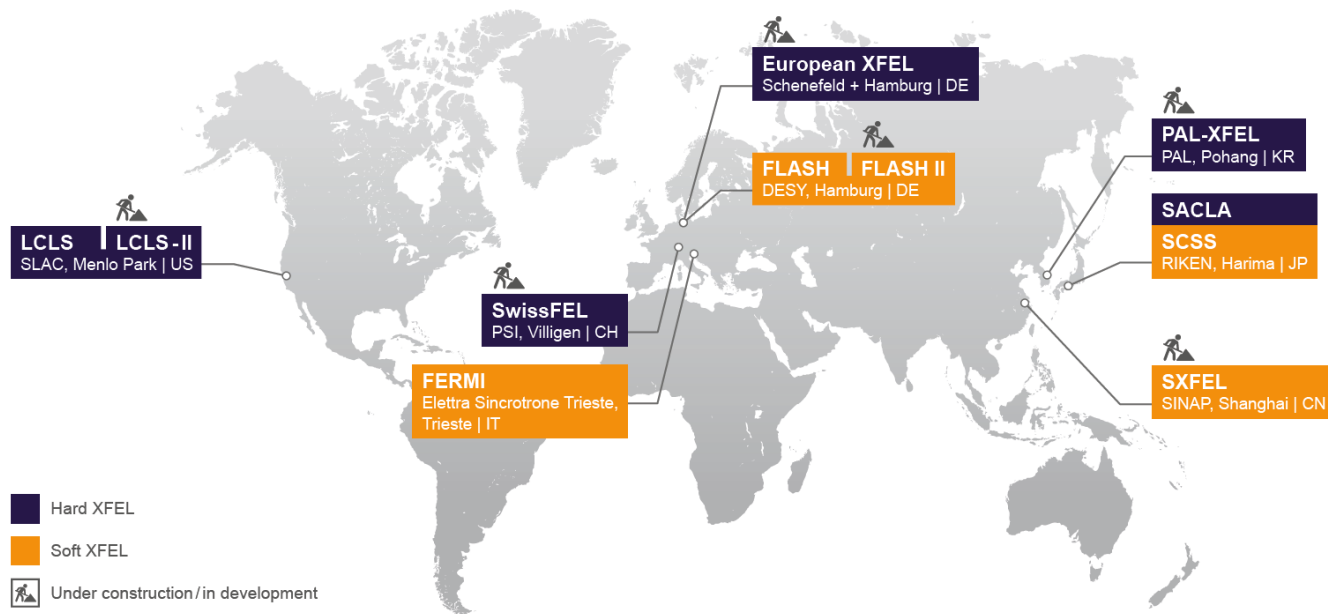 European XFEL
Schenefeld + Hamburg | DE
FLASH FLASH II
DESY, Hamburg | DE
PAL-XFEL
PAL, Pohang | KR
SACLA
SCSS
RIKEN, Harima | JP
LCLS LCLS-II
SLAC, Menlo Park | US
SwissFEL
PSI, Villigen | CH
FERMI
Elettra Sincrotrone Trieste,
Trieste | IT
SXFEL
SINAP, Shanghai | CN
Hard XFEL
Soft XFEL
Under construction/in development